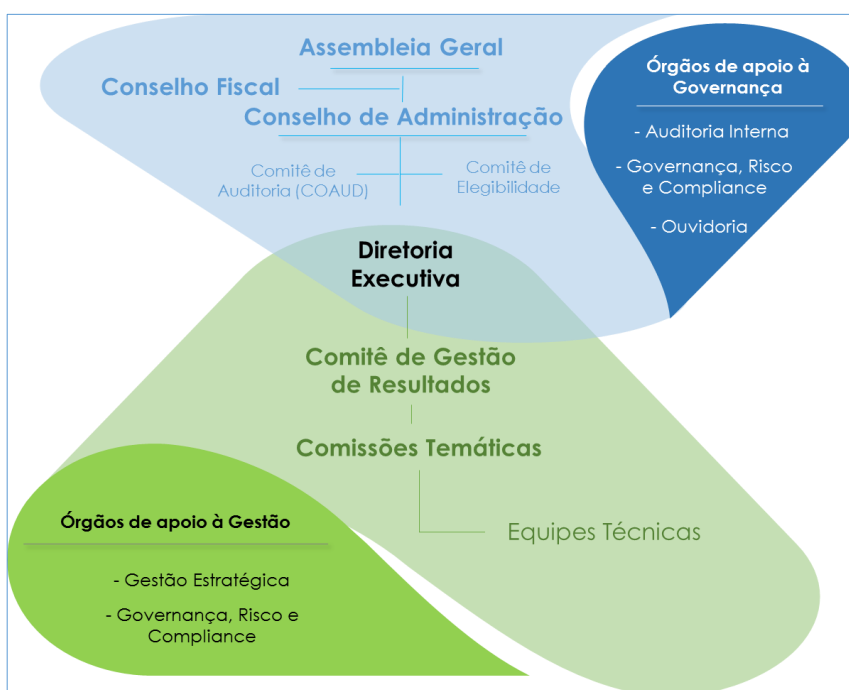 Assembleia Geral
Conselho Fiscal
Conselho de Administração
Comitê de
Auditoria (COAUD)
Comitê de
Elegibilidade
Órgãos de apoio à
Governança
- Auditoria Interna
- Governança, Risco
e Compliance
- Ouvidoria
Diretoria
Executiva
Comitê de Gestão
de Resultados
Comissões Temáticas
Equipes Técnicas
Órgãos de apoio à Gestão
- Gestão Estratégica
- Governança, Risco e
Compliance